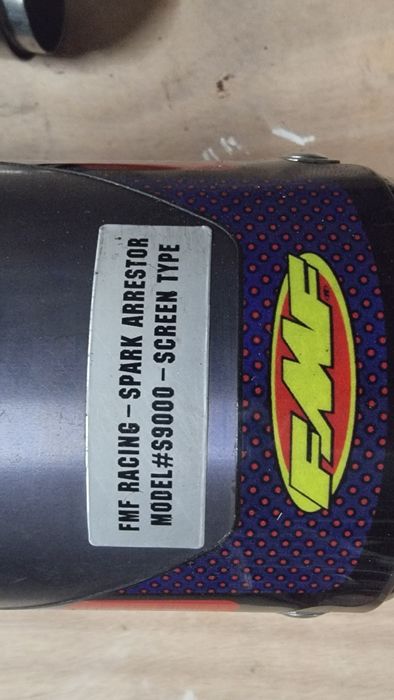 FMF RACING – SPARK ARRESTOR
MODEL#S9000 – SCREEN TYPE
FMF